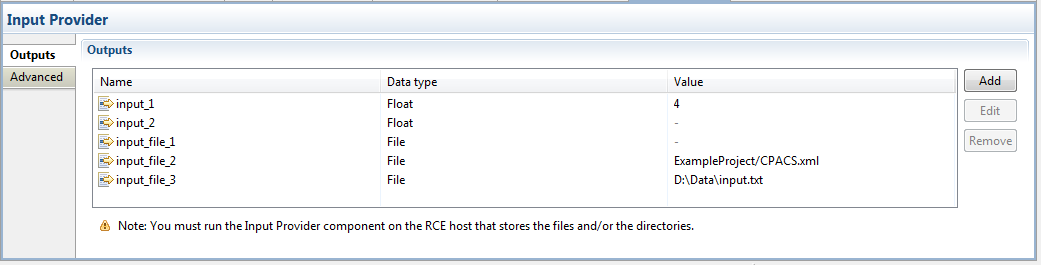 Input Provider
Outputs
Advanced
Outputs
Name Data type Value
input_1 Float 4
input_2 Float -
input_file_1 File -
input_file_2 File ExampleProject/CPACS.xml
input_file_3 File D:\Data\input.txt
Add
Edit
Remove
Note: You must run the Input Provider component on the RCE host that stores the files and/or the directories.